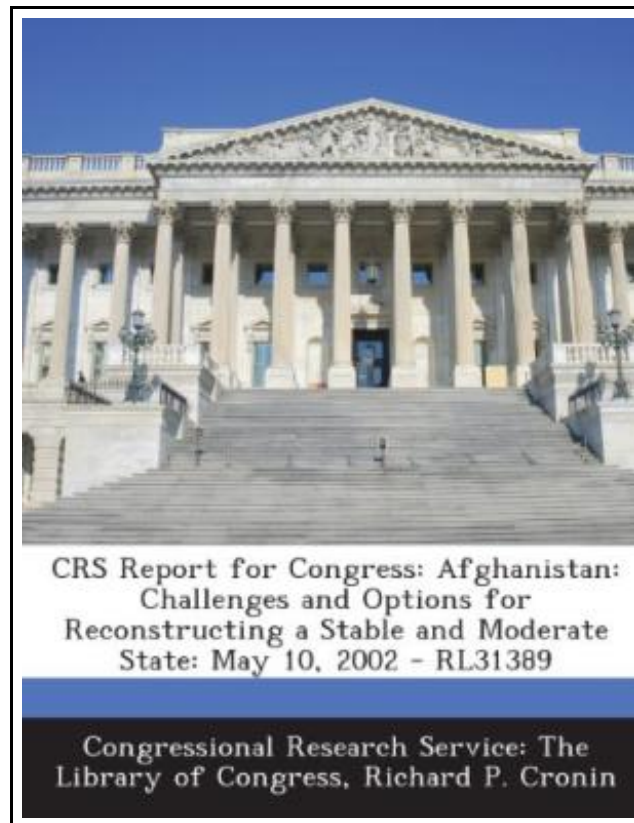 CRS Report for Congress: Afghanistan:
Challenges and Options for
Reconstructing a Stable and Moderate
State: May 10, 2002 - RL31389
Congressional Research Service: The
Library of Congress, Richard P. Cronin